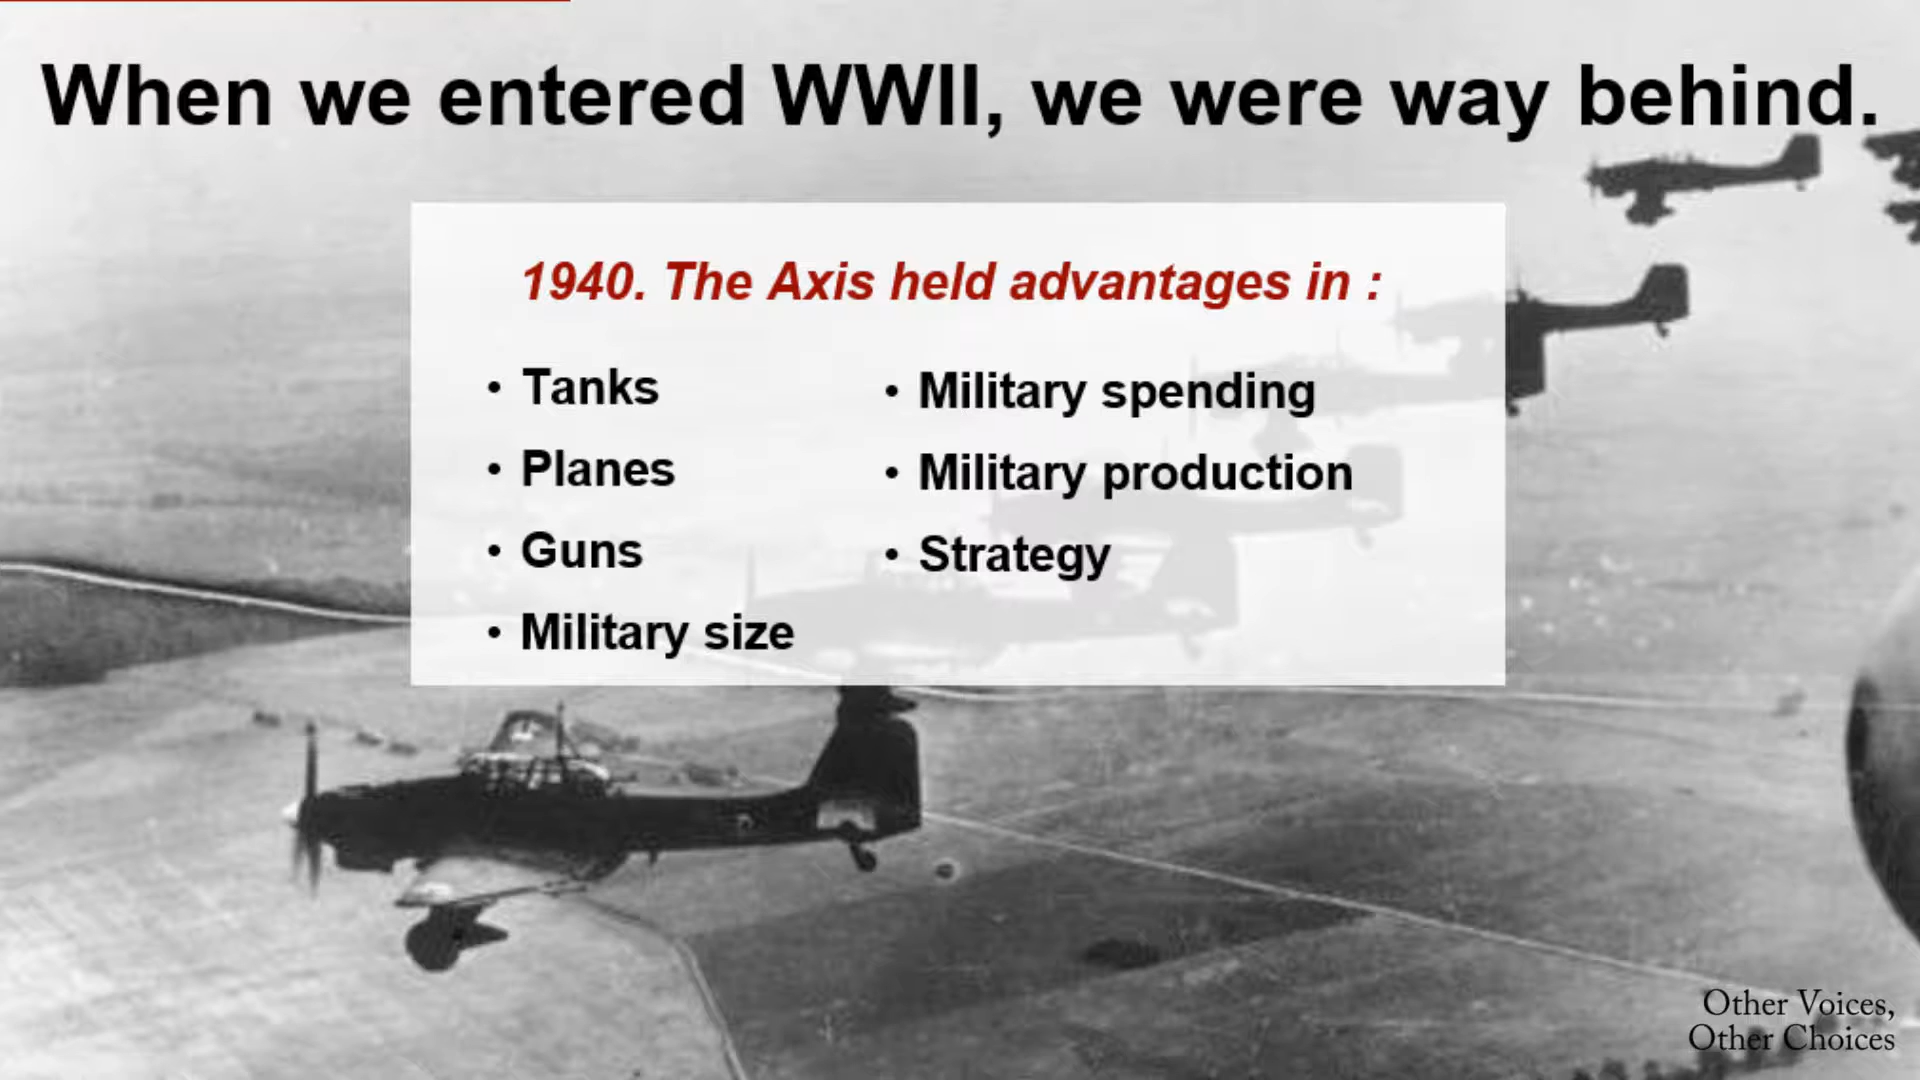 When we entered WWII, we were way behind.
1940. The Axis held advantages in :
• Tanks
• Planes
• Guns
• Military size
• Military spending
• Military production
• Strategy
Other Voices,
Other Choices